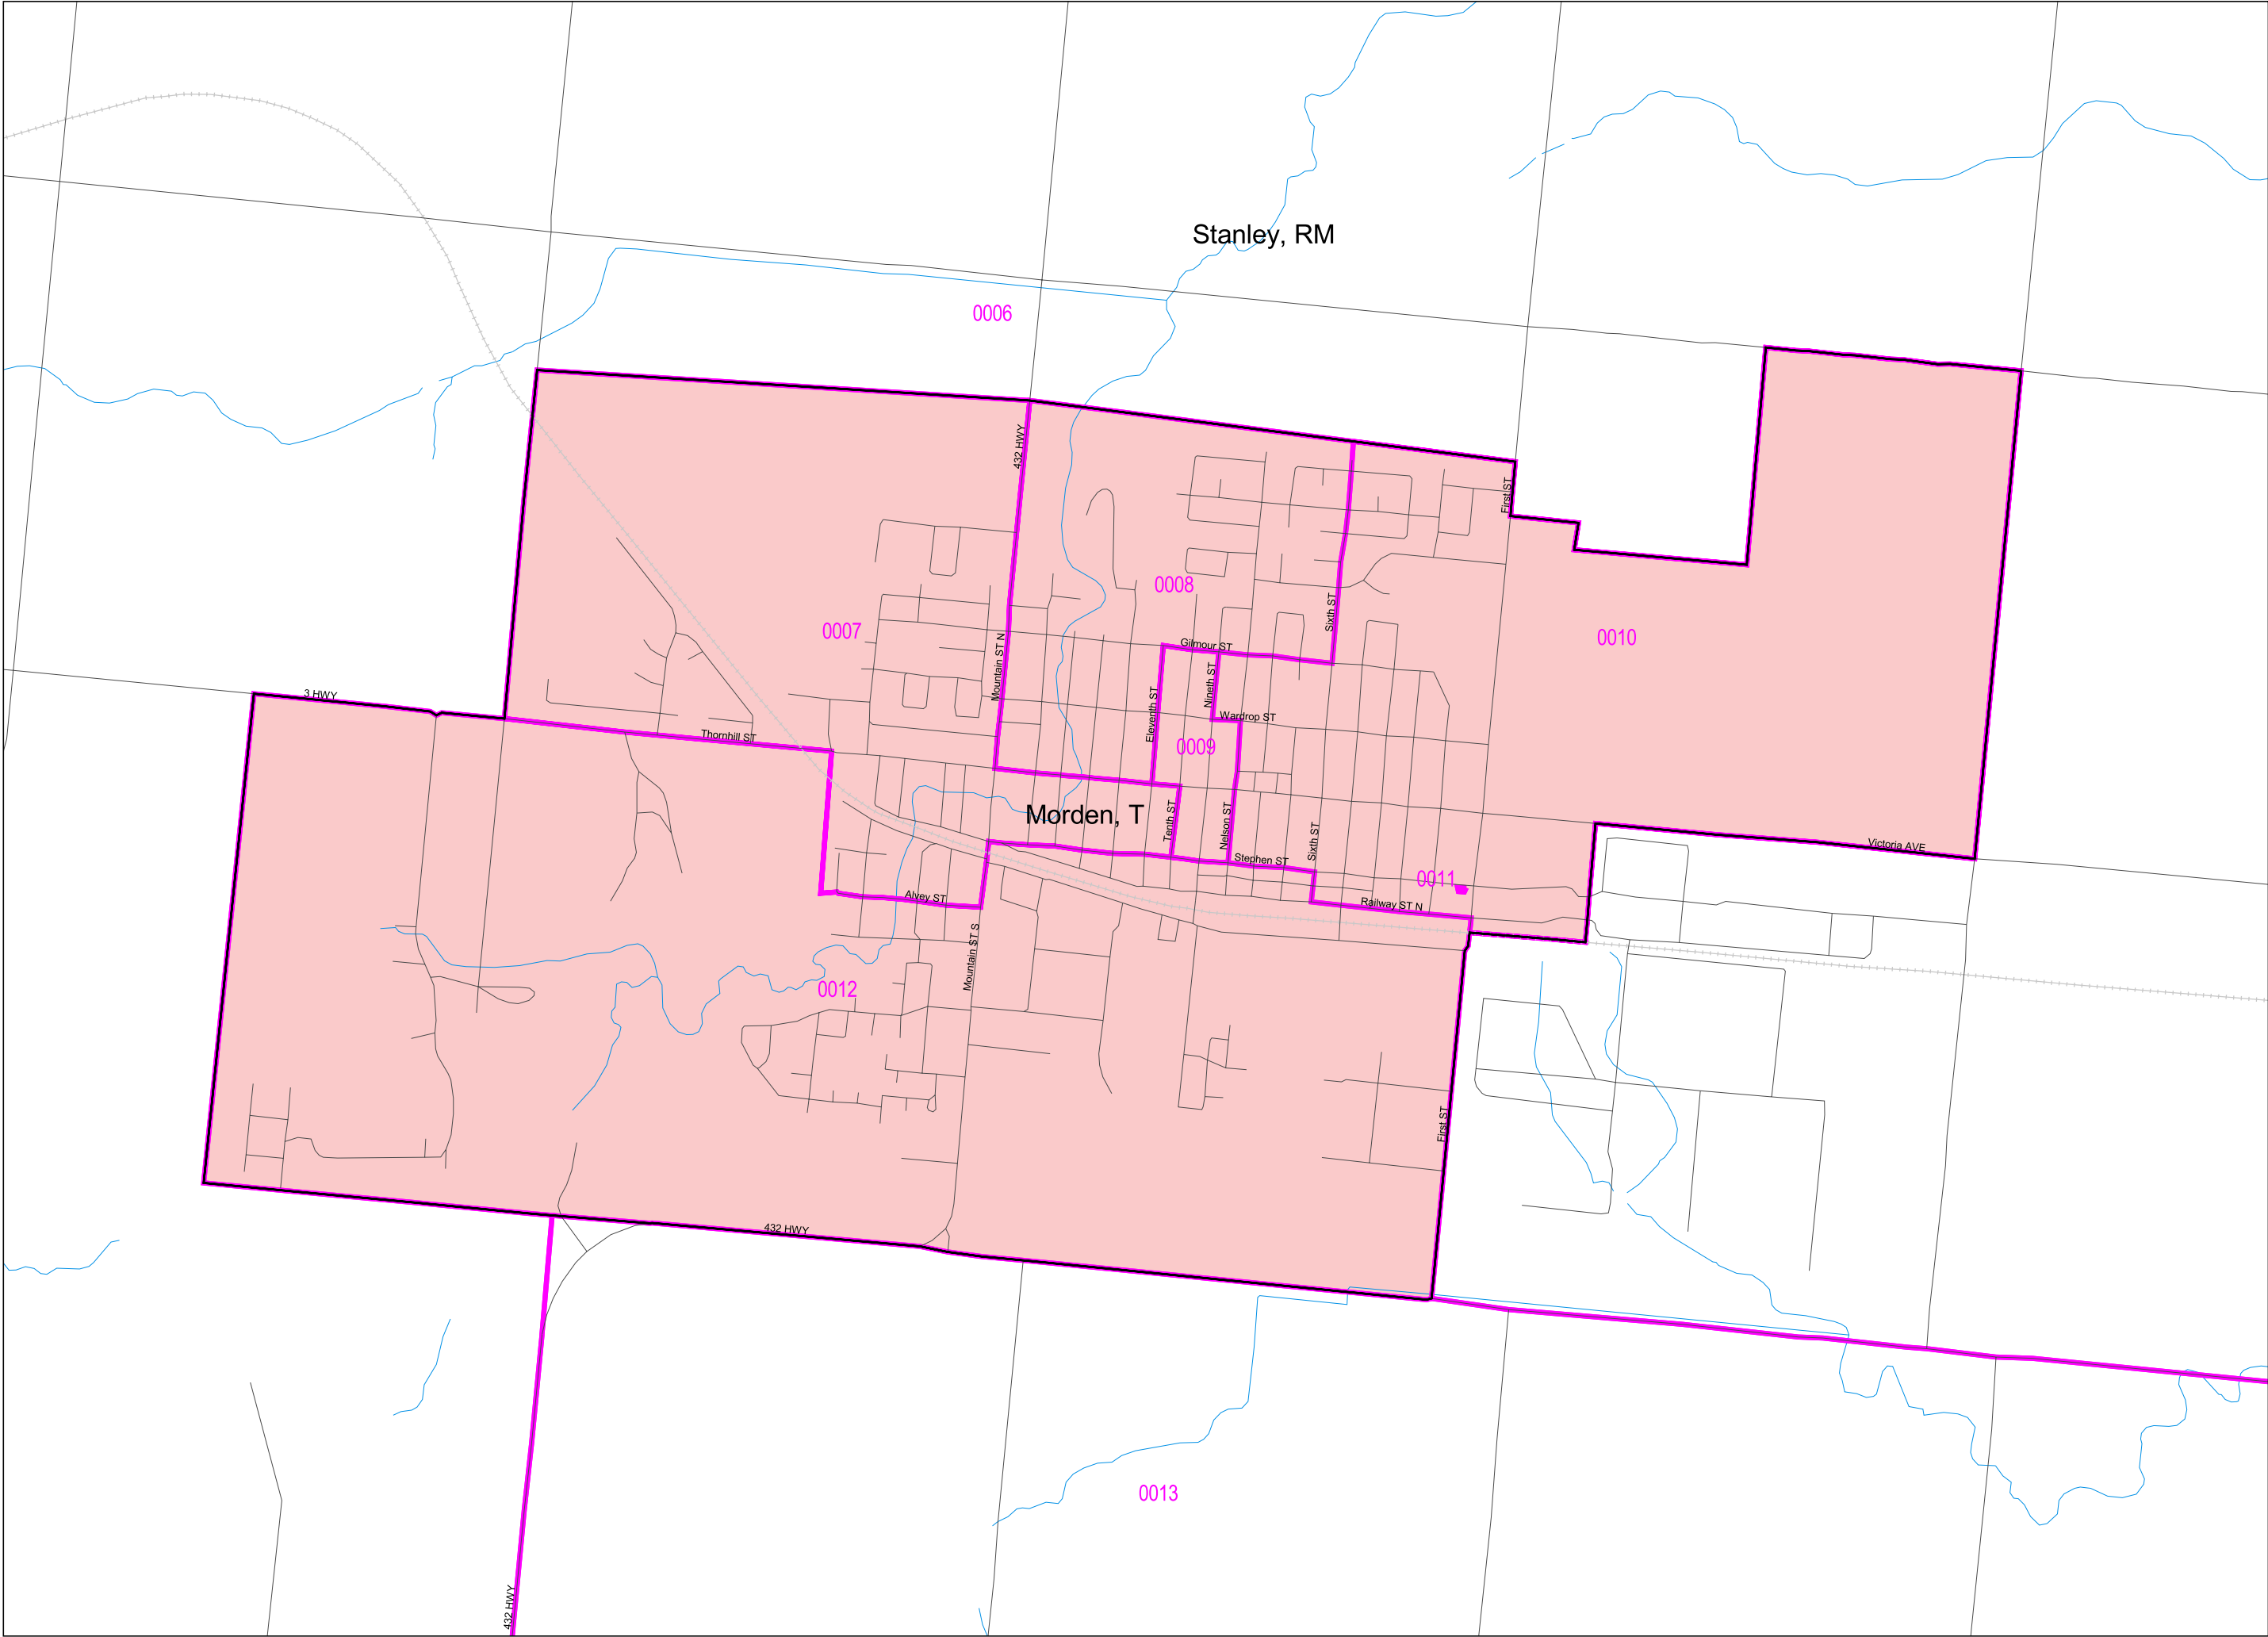 Stanley, RM
0006
432 HWY
First ST
0008
Sixth ST
0007
0010
Gilmour ST
Mountain ST N
Nineth ST
3 HWY
Eleventh ST
Wardrop ST
Thornhill ST
0009
Morden, T
Tenth ST
Nelson ST
Sixth ST
Victoria AVE
Stephen ST
0011
Alvey ST
Railway ST N
Mountain ST S
0012
First ST
432 HWY
0013
432 HWY